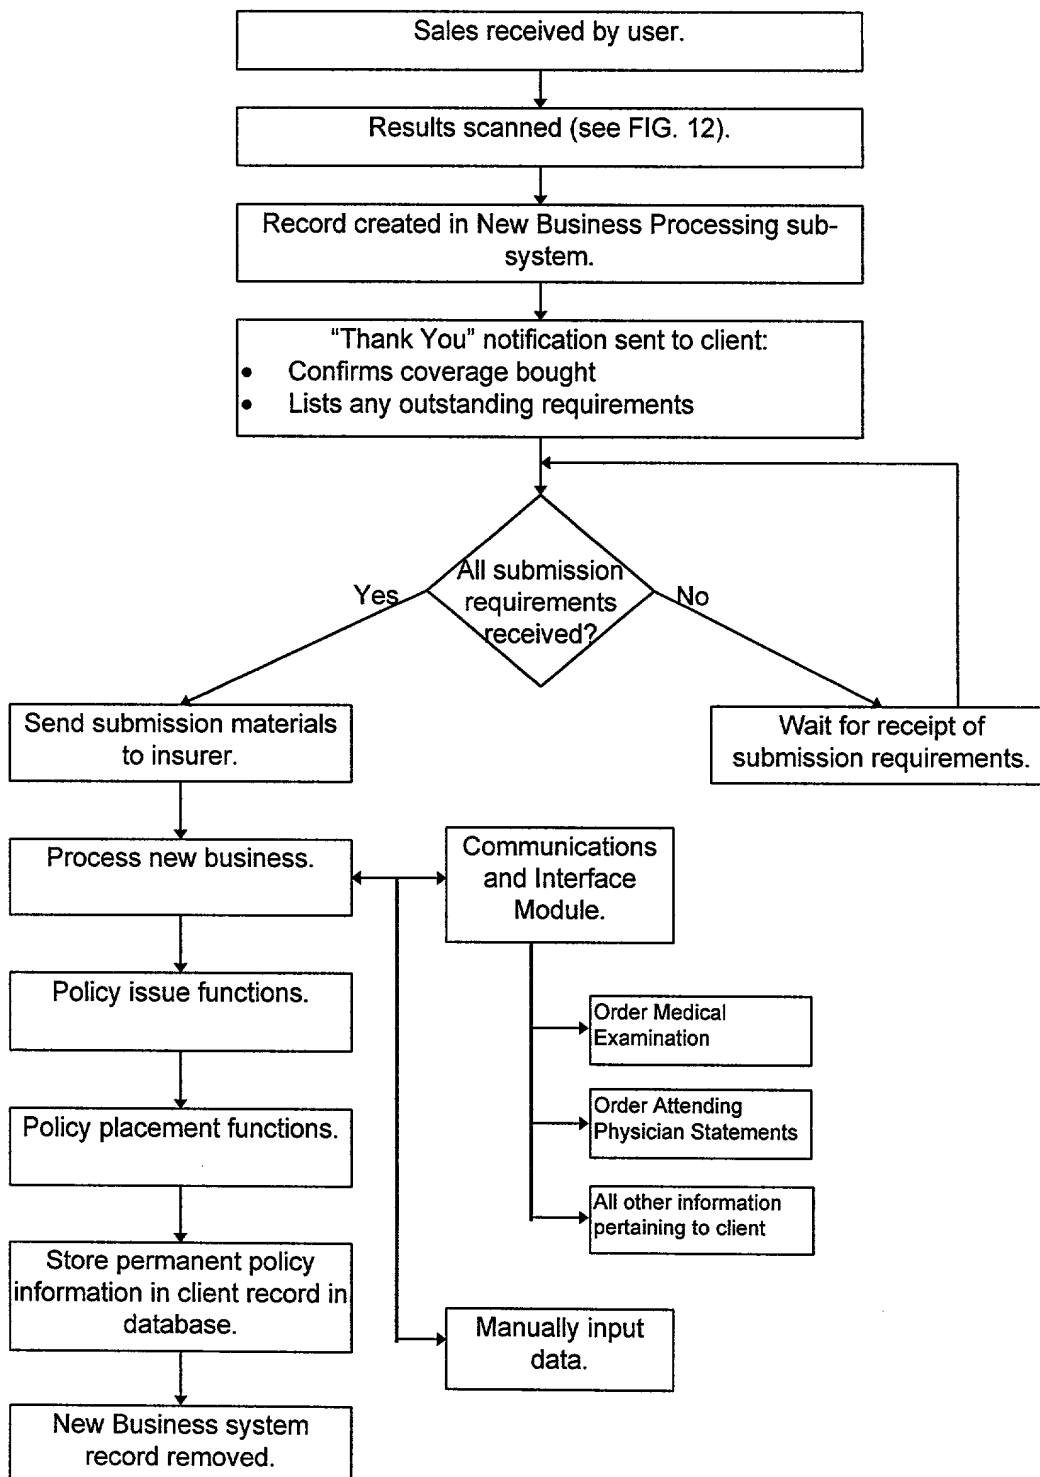 Sales received by user.
Results scanned (see FIG. 12).
Record created in New Business Processing sub-
system.
“Thank You” notification sent to client:
• Confirms coverage bought
• Lists any outstanding requirements
All submission
requirements
received?
Yes
No
Send submission materials
to insurer.
Wait for receipt of
submission requirements.
Process new business.
Communications
and Interface
Module.
Policy issue functions.
Order Medical
Examination
Order Attending
Physician Statements
Policy placement functions.
All other information
pertaining to client
Store permanent policy
information in client record in
database.
Manually input
data.
New Business system
record removed.